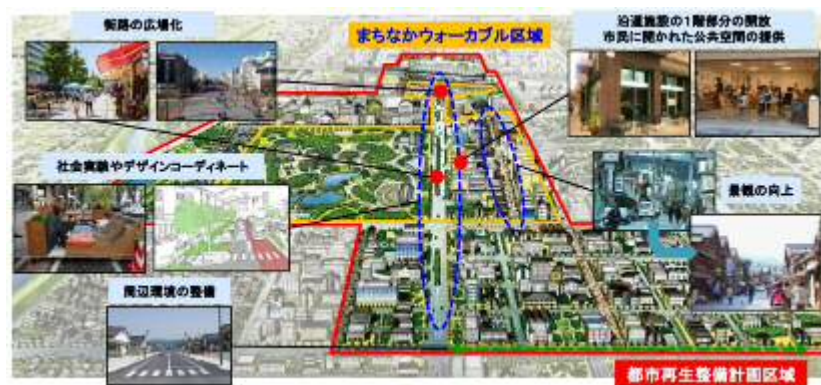 街路の広場化
まちなかウォーカブル区域
沿道施設の1階部分の開放
市民に開かれた公共空間の提供
社会実験やデザインコーディネート
景観の向上
周辺環境の整備
都市再生整備計画区域